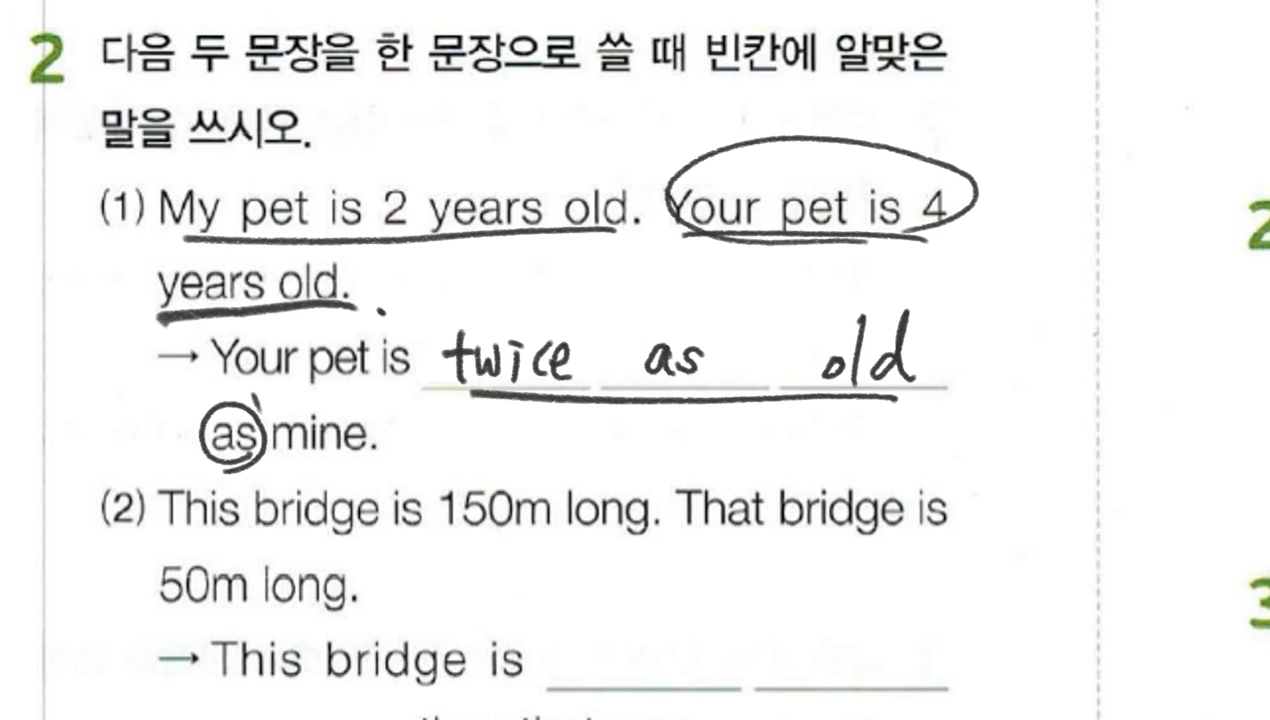 2 다음 두 문장을 한 문장으로 쓸 때 빈칸에 알맞은
말을 쓰시오.
(1) My pet is 2 years old. Your pet is 4
years old.
→ Your pet is twice as old
as mine.
(2) This bridge is 150m long. That bridge is
50m long.
→ This bridge is
2
3